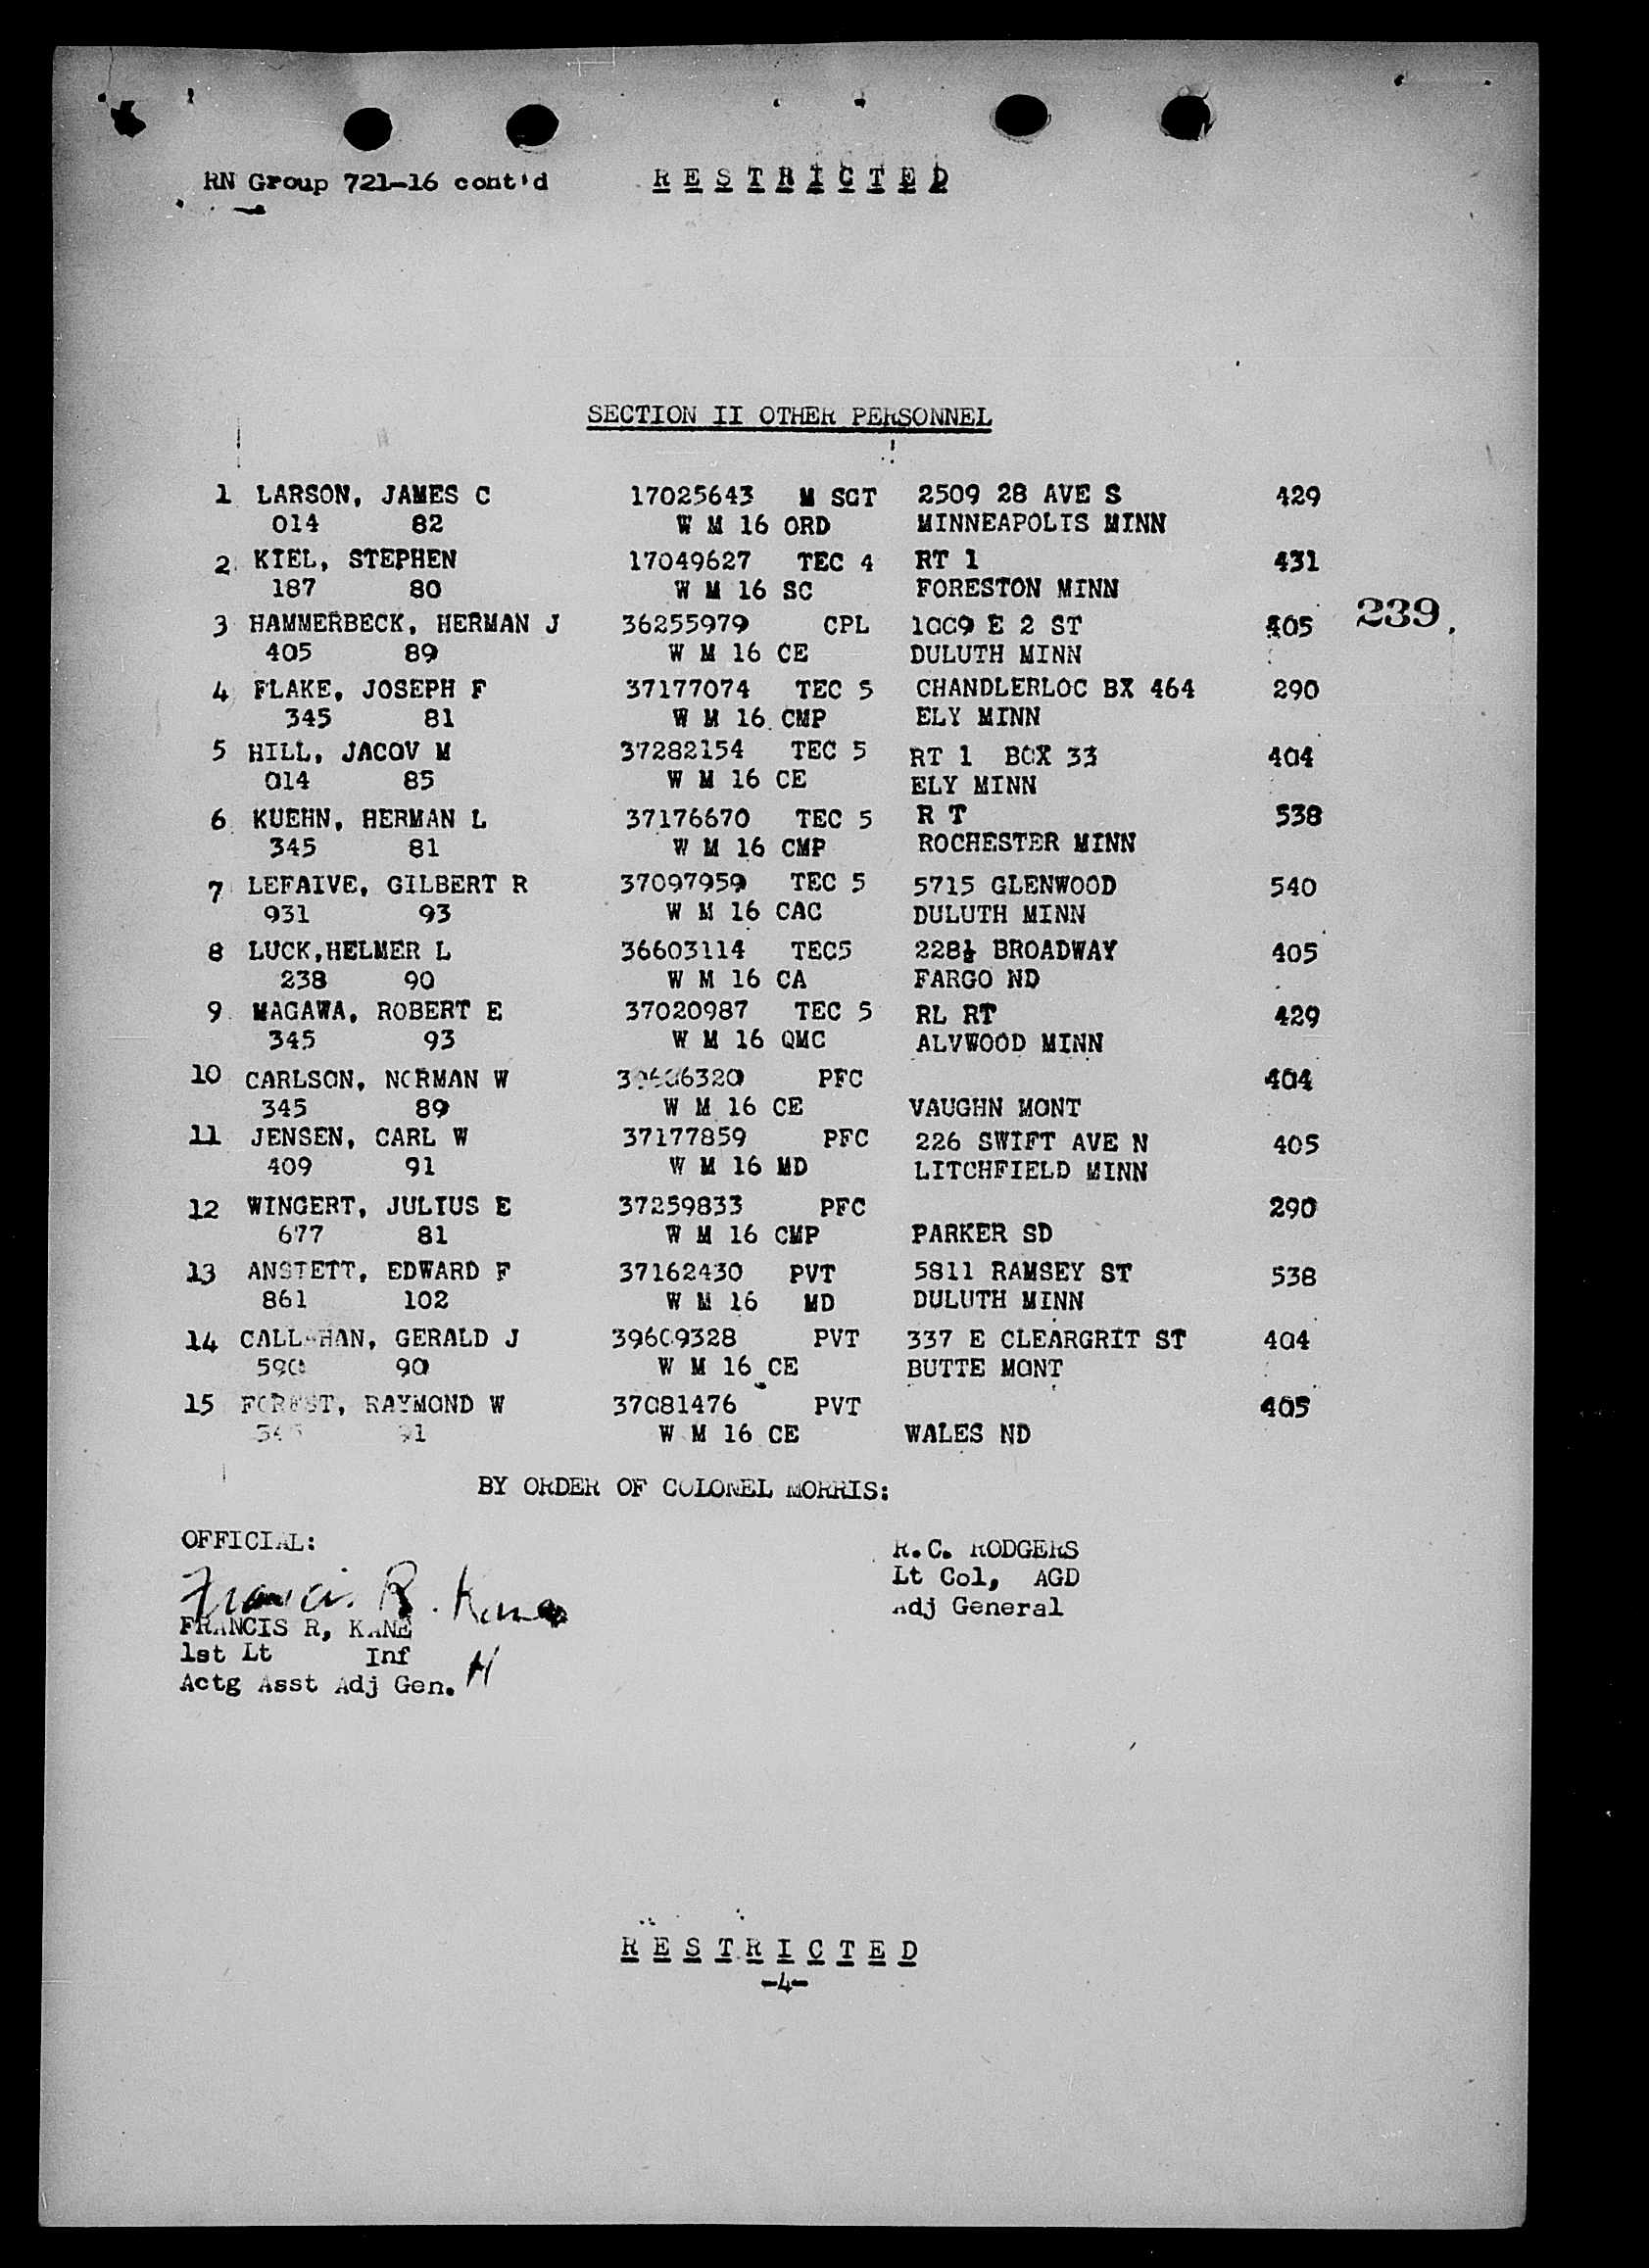 RN Group 721-16 cont'd RESTRICTED
SECTION II OTHER PERSONNEL
1 LARSON, JAMES C 17025643 M SGT 2509 28 AVE S 429
014 82 W M 16 ORD MINNEAPOLIS MINN
2 KIEL, STEPHEN 17049627 TEC 4 RT 1 431
187 80 W M 16 SC FORESTON MINN
3 HAMMERBECK, HERMAN J 36255979 CPL 1009 E 2 ST 405 239
405 89 W M 16 CE DULUTH MINN
4 FLAKE, JOSEPH F 37177074 TEC 5 CHANDLERLOC BX 464 290
345 81 W M 16 CMP ELY MINN
5 HILL, JACOV M 37282154 TEC 5 RT 1 BOX 33 404
014 85 W M 16 CE ELY MINN
6 KUEHN, HERMAN L 37176670 TEC 5 R T 538
345 81 W M 16 CMP ROCHESTER MINN
7 LEFAIVE, GILBERT R 37097959 TEC 5 5715 GLENWOOD 540
931 93 W M 16 CAC DULUTH MINN
8 LUCK,HELMER L 36603114 TEC5 228½ BROADWAY 405
238 90 W M 16 CA FARGO ND
9 MAGAWA, ROBERT E 37020987 TEC 5 RL RT 429
345 93 W M 16 QMC ALVWOOD MINN
10 CARLSON, NORMAN W PFC 404
345 89 W M 16 CE VAUGHN MONT
11 JENSEN, CARL W 37177859 PFC 226 SWIFT AVE N 405
409 91 W M 16 MD LITCHFIELD MINN
12 WINGERT, JULIUS E 37259833 PFC 290
677 81 W M 16 CMP PARKER SD
13 ANSTETT, EDWARD F 37162430 PVT 5811 RAMSEY ST 538
861 102 W M 16 MD DULUTH MINN
14 CALLAHAN, GERALD J 39609328 PVT 337 E CLEARGRIT ST 404
590 90 W M 16 CE BUTTE MONT
15 FOREST, RAYMOND W 37081476 PVT 405
345 91 W M 16 CE WALES ND
BY ORDER OF COLONEL MORRIS:
OFFICIAL:
R.C. RODGERS
Lt Col, AGD
Adj General
Francis R. Kane
FRANCIS R, KANE
1st Lt Inf
Actg Asst Adj Gen. H
RESTRICTED
-4-